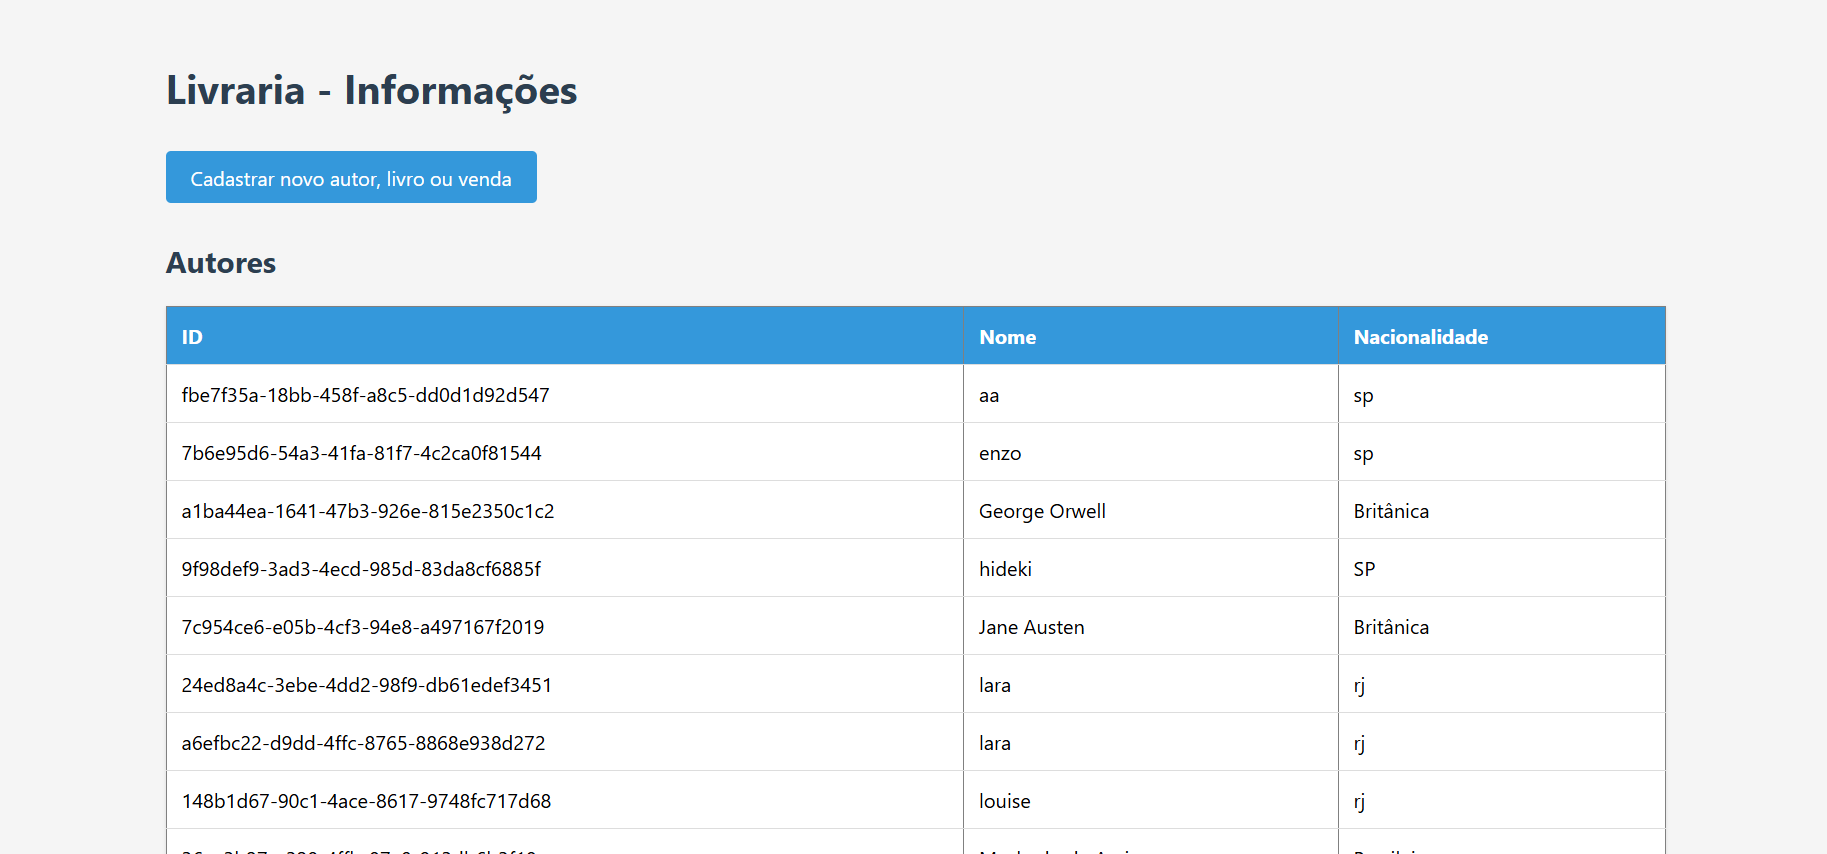 Livraria - Informações
Cadastrar novo autor, livro ou venda
Autores
ID Nome Nacionalidade
fbe7f35a-18bb-458f-a8c5-dd0d1d92d547 aa sp
7b6e95d6-54a3-41fa-81f7-4c2ca0f81544 enzo sp
a1ba44ea-1641-47b3-926e-815e2350c1c2 George Orwell Britânica
9f98def9-3ad3-4ecd-985d-83da8cf6885f hideki SP
7c954ce6-e05b-4cf3-94e8-a497167f2019 Jane Austen Britânica
24ed8a4c-3ebe-4dd2-98f9-db61edef3451 lara rj
a6efbc22-d9dd-4ffc-8765-8868e938d272 lara rj
148b1d67-90c1-4ace-8617-9748fc717d68 louise rj